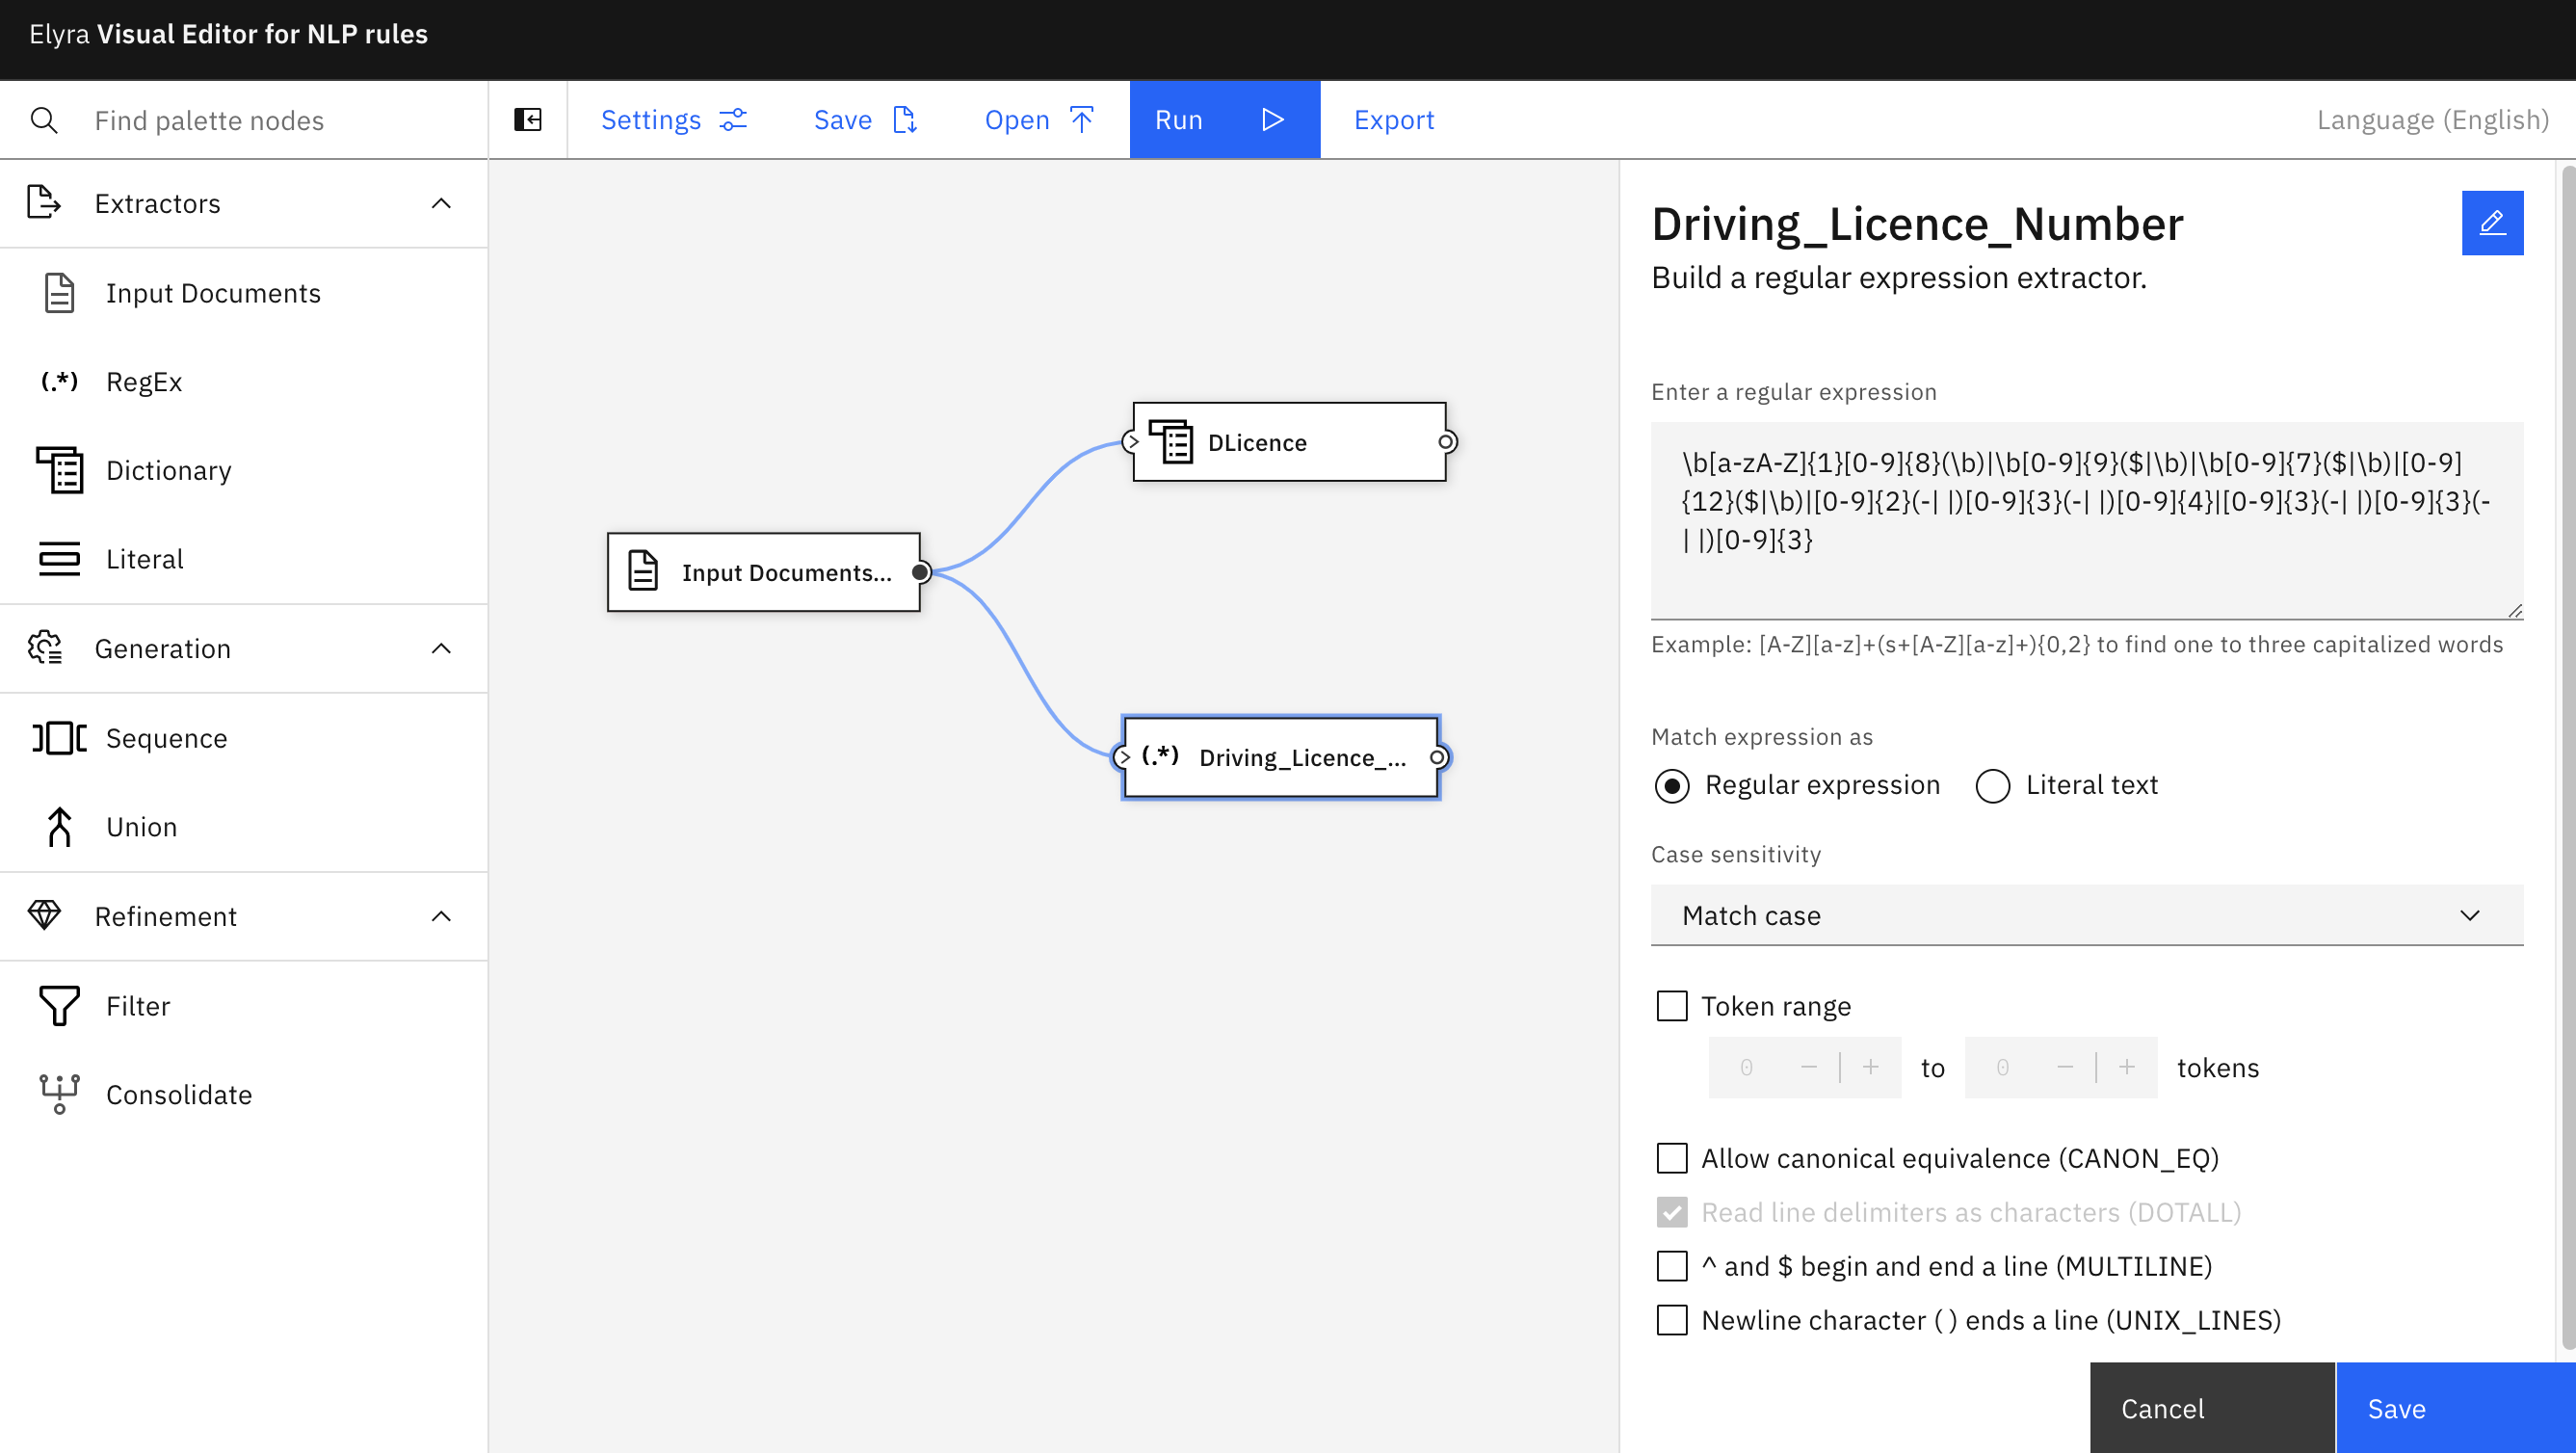 Elyra Visual Editor for NLP rules
Find palette nodes
Settings
Save
Open
Run
Export
Language (English)
Extractors
Input Documents
(.*) RegEx
Dictionary
Literal
Generation
Sequence
Union
Refinement
Filter
Consolidate
DLicence
Input Documents...
(.*) Driving_Licence_...
Driving_Licence_Number
Build a regular expression extractor.
Enter a regular expression
\b[a-zA-Z]{1}[0-9]{8}(\b)|\b[0-9]{9}($|\b)|\b[0-9]{7}($|\b)|[0-9]
{12}($|\b)|[0-9]{2}(-| |)[0-9]{3}(-| |)[0-9]{4}|[0-9]{3}(-| |)[0-9]{3}(-
| |)[0-9]{3}
Example: [A-Z][a-z]+(s+[A-Z][a-z]+){0,2} to find one to three capitalized words
Match expression as
Regular expression
Literal text
Case sensitivity
Match case
Token range
0 to 0 tokens
Allow canonical equivalence (CANON_EQ)
Read line delimiters as characters (DOTALL)
^ and $ begin and end a line (MULTILINE)
Newline character ( ) ends a line (UNIX_LINES)
Cancel
Save